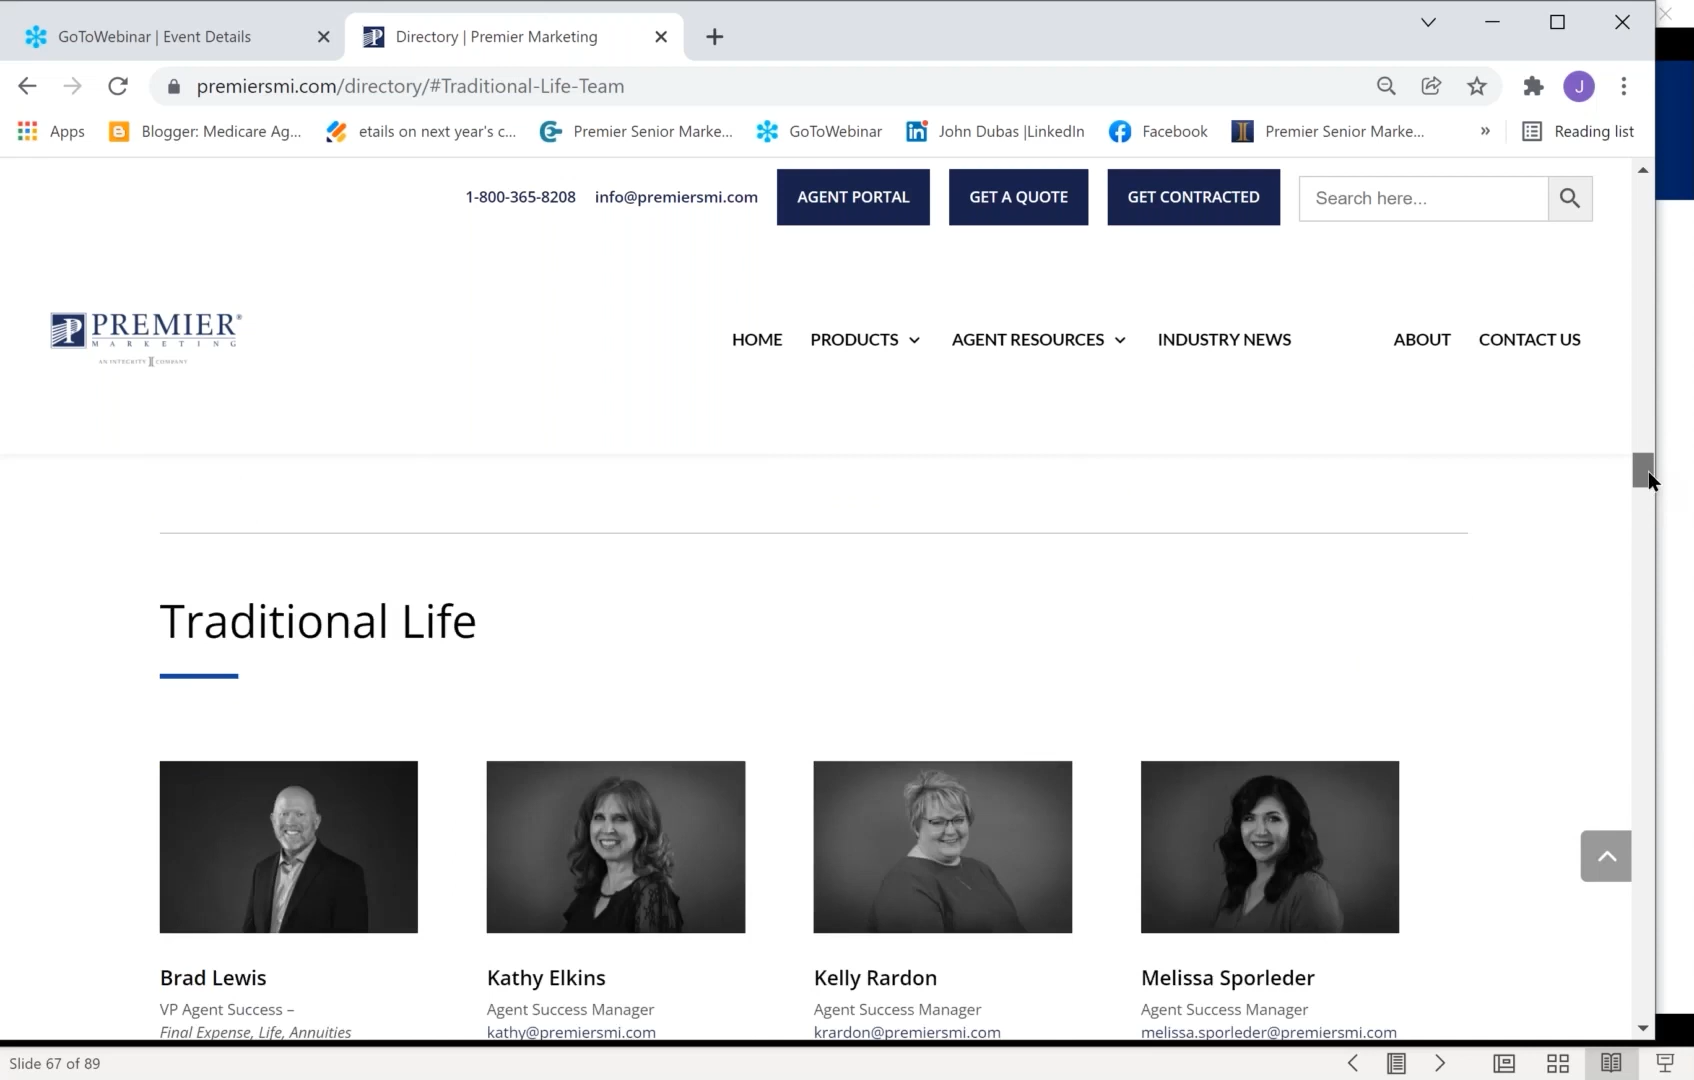 GoToWebinar | Event Details
Directory | Premier Marketing
premiersmi.com/directory/#Traditional-Life-Team
J
Apps
Blogger: Medicare Ag...
etails on next year's c...
Premier Senior Marke...
GoToWebinar
John Dubas |LinkedIn
Facebook
Premier Senior Marke...
»
Reading list
1-800-365-8208
info@premiersmi.com
AGENT PORTAL
GET A QUOTE
GET CONTRACTED
Search here...
PREMIER®
MARKETING
AN INTEGRITY COMPANY
HOME
PRODUCTS
AGENT RESOURCES
INDUSTRY NEWS
ABOUT
CONTACT US
Traditional Life
Brad Lewis
VP Agent Success –
Final Expense, Life, Annuities
Kathy Elkins
Agent Success Manager
kathy@premiersmi.com
Kelly Rardon
Agent Success Manager
krardon@premiersmi.com
Melissa Sporleder
Agent Success Manager
melissa.sporleder@premiersmi.com
Slide 67 of 89